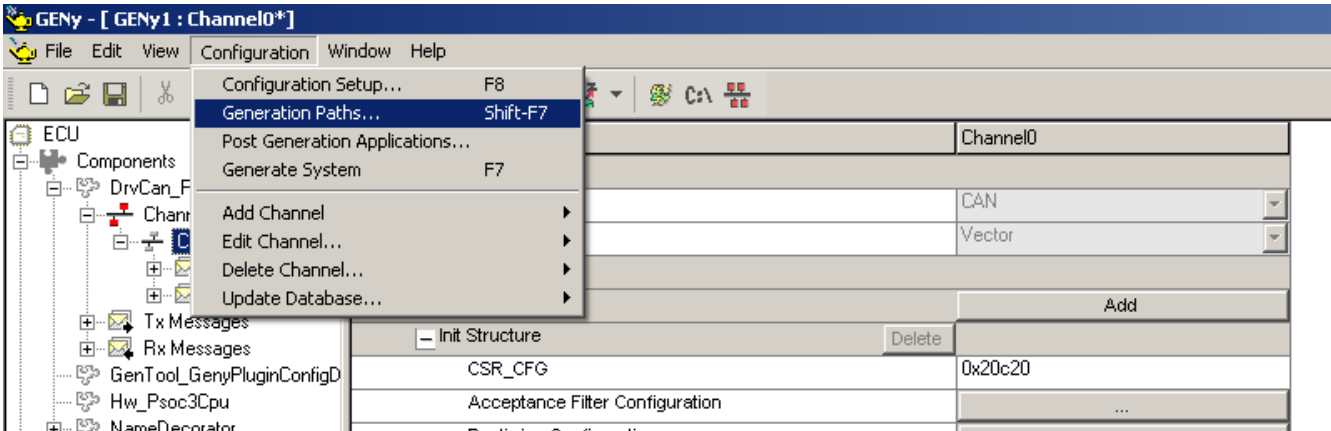 GENy - [ GENy1 : Channel0*]
File Edit View Configuration Window Help
Configuration Setup... F8
Generation Paths... Shift-F7
Post Generation Applications...
Generate System F7
Add Channel
Edit Channel...
Delete Channel...
Update Database...
C:\
ECU
Components
DrvCan_F
Chann
C
Tx Messages
Rx Messages
GenTool_GenyPluginConfigD
Hw_Psoc3Cpu
NameDecorator
Channel0
CAN
Vector
Add
Init Structure Delete
CSR_CFG 0x20c20
Acceptance Filter Configuration ...